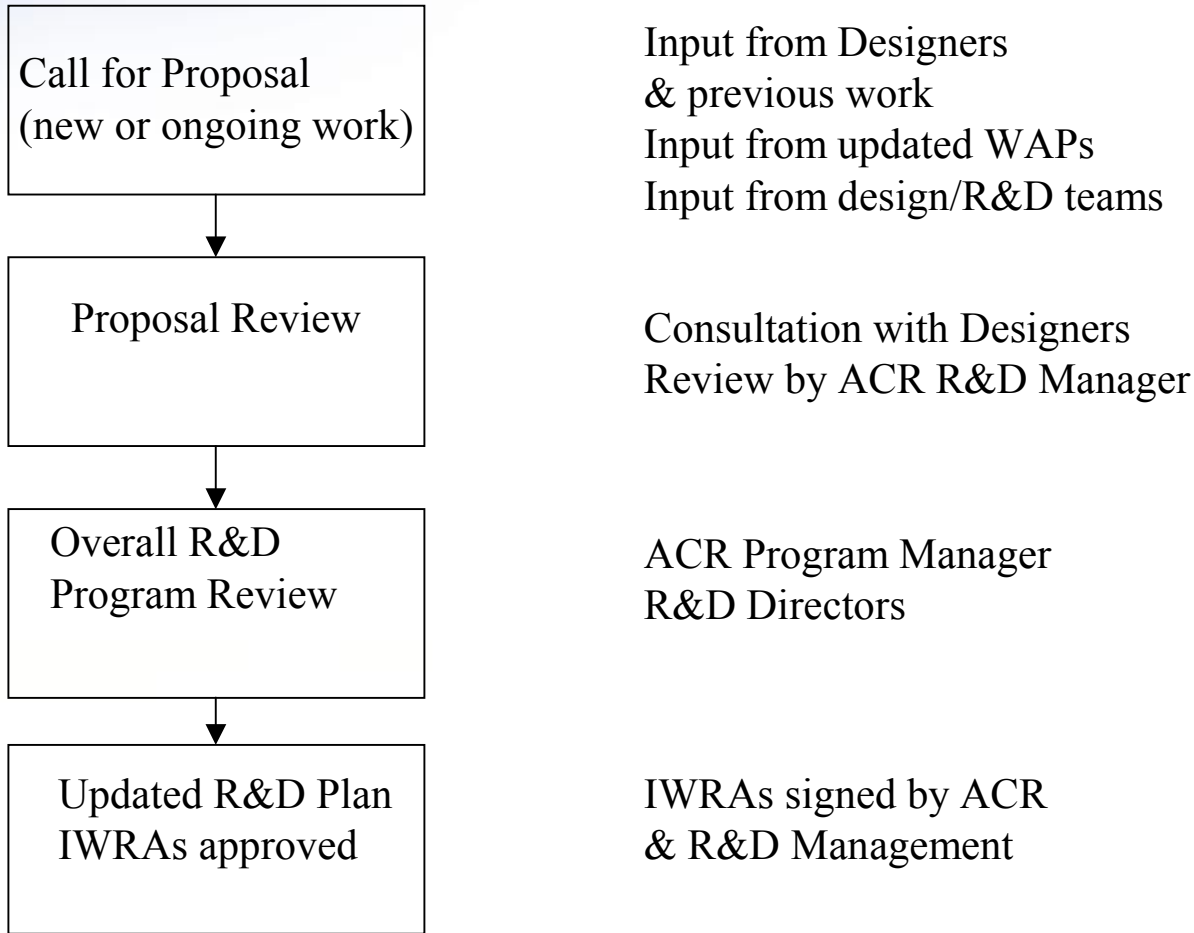 Call for Proposal
(new or ongoing work)
Input from Designers
& previous work
Input from updated WAPs
Input from design/R&D teams
Proposal Review
Consultation with Designers
Review by ACR R&D Manager
Overall R&D
Program Review
ACR Program Manager
R&D Directors
Updated R&D Plan
IWRAs approved
IWRAs signed by ACR
& R&D Management